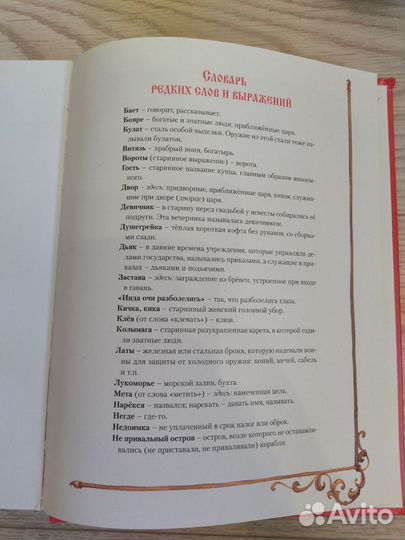 Словарь
редких слов и выражений
Бает – говорит, рассказывает.
Бояре – богатые и знатные люди, приближённые царя.
Булат – сталь особой выделки. Оружие из этой стали тоже на-
зывали булатом.
Витязь – храбрый воин, богатырь.
Вороты (старинное выражение) – ворота.
Гость – старинное название купца, главным образом иноземного.
Двор – здесь: придворные, приближённые царя, князя, служив-
шие при дворе (дворце) царя.
Девичник – в старину перед свадьбой у невесты собирались её
подруги. Эта вечеринка называлась девичником.
Душегрейка – тёплая короткая кофта без рукавов, со сборка-
ми сзади.
Дьяк – в давние времена учреждения, которые управляли де-
лами государства, назывались приказами, а служащие в при-
казах – дьяками и подьячими.
Застава – здесь: заграждение из брёвен, устроенное при входе
в гавань.
«Инда очи разболелись» – так, что разболелись глаза.
Кичка, кика – старинный женский головной убор.
Клёв (от слова «клевать») – клюв.
Колымага – старинная разукрашенная карета, в которой езди-
ли знатные люди.
Латы – железная или стальная броня, которую надевали вои-
ны для защиты от холодного оружия: копий, мечей, сабель
и т.п.
Лукоморье – морской залив, бухта.
Мета (от слова «метить») – здесь: намеченная цель.
Нарёкся – назвался; нарекать – давать имя, называть.
Негде – где-то.
Недоимка – не уплаченный в срок налог или оброк.
Не привальный остров – остров, возле которого не останавли-
вались (не приставали, не приваливали) корабли.
Avito